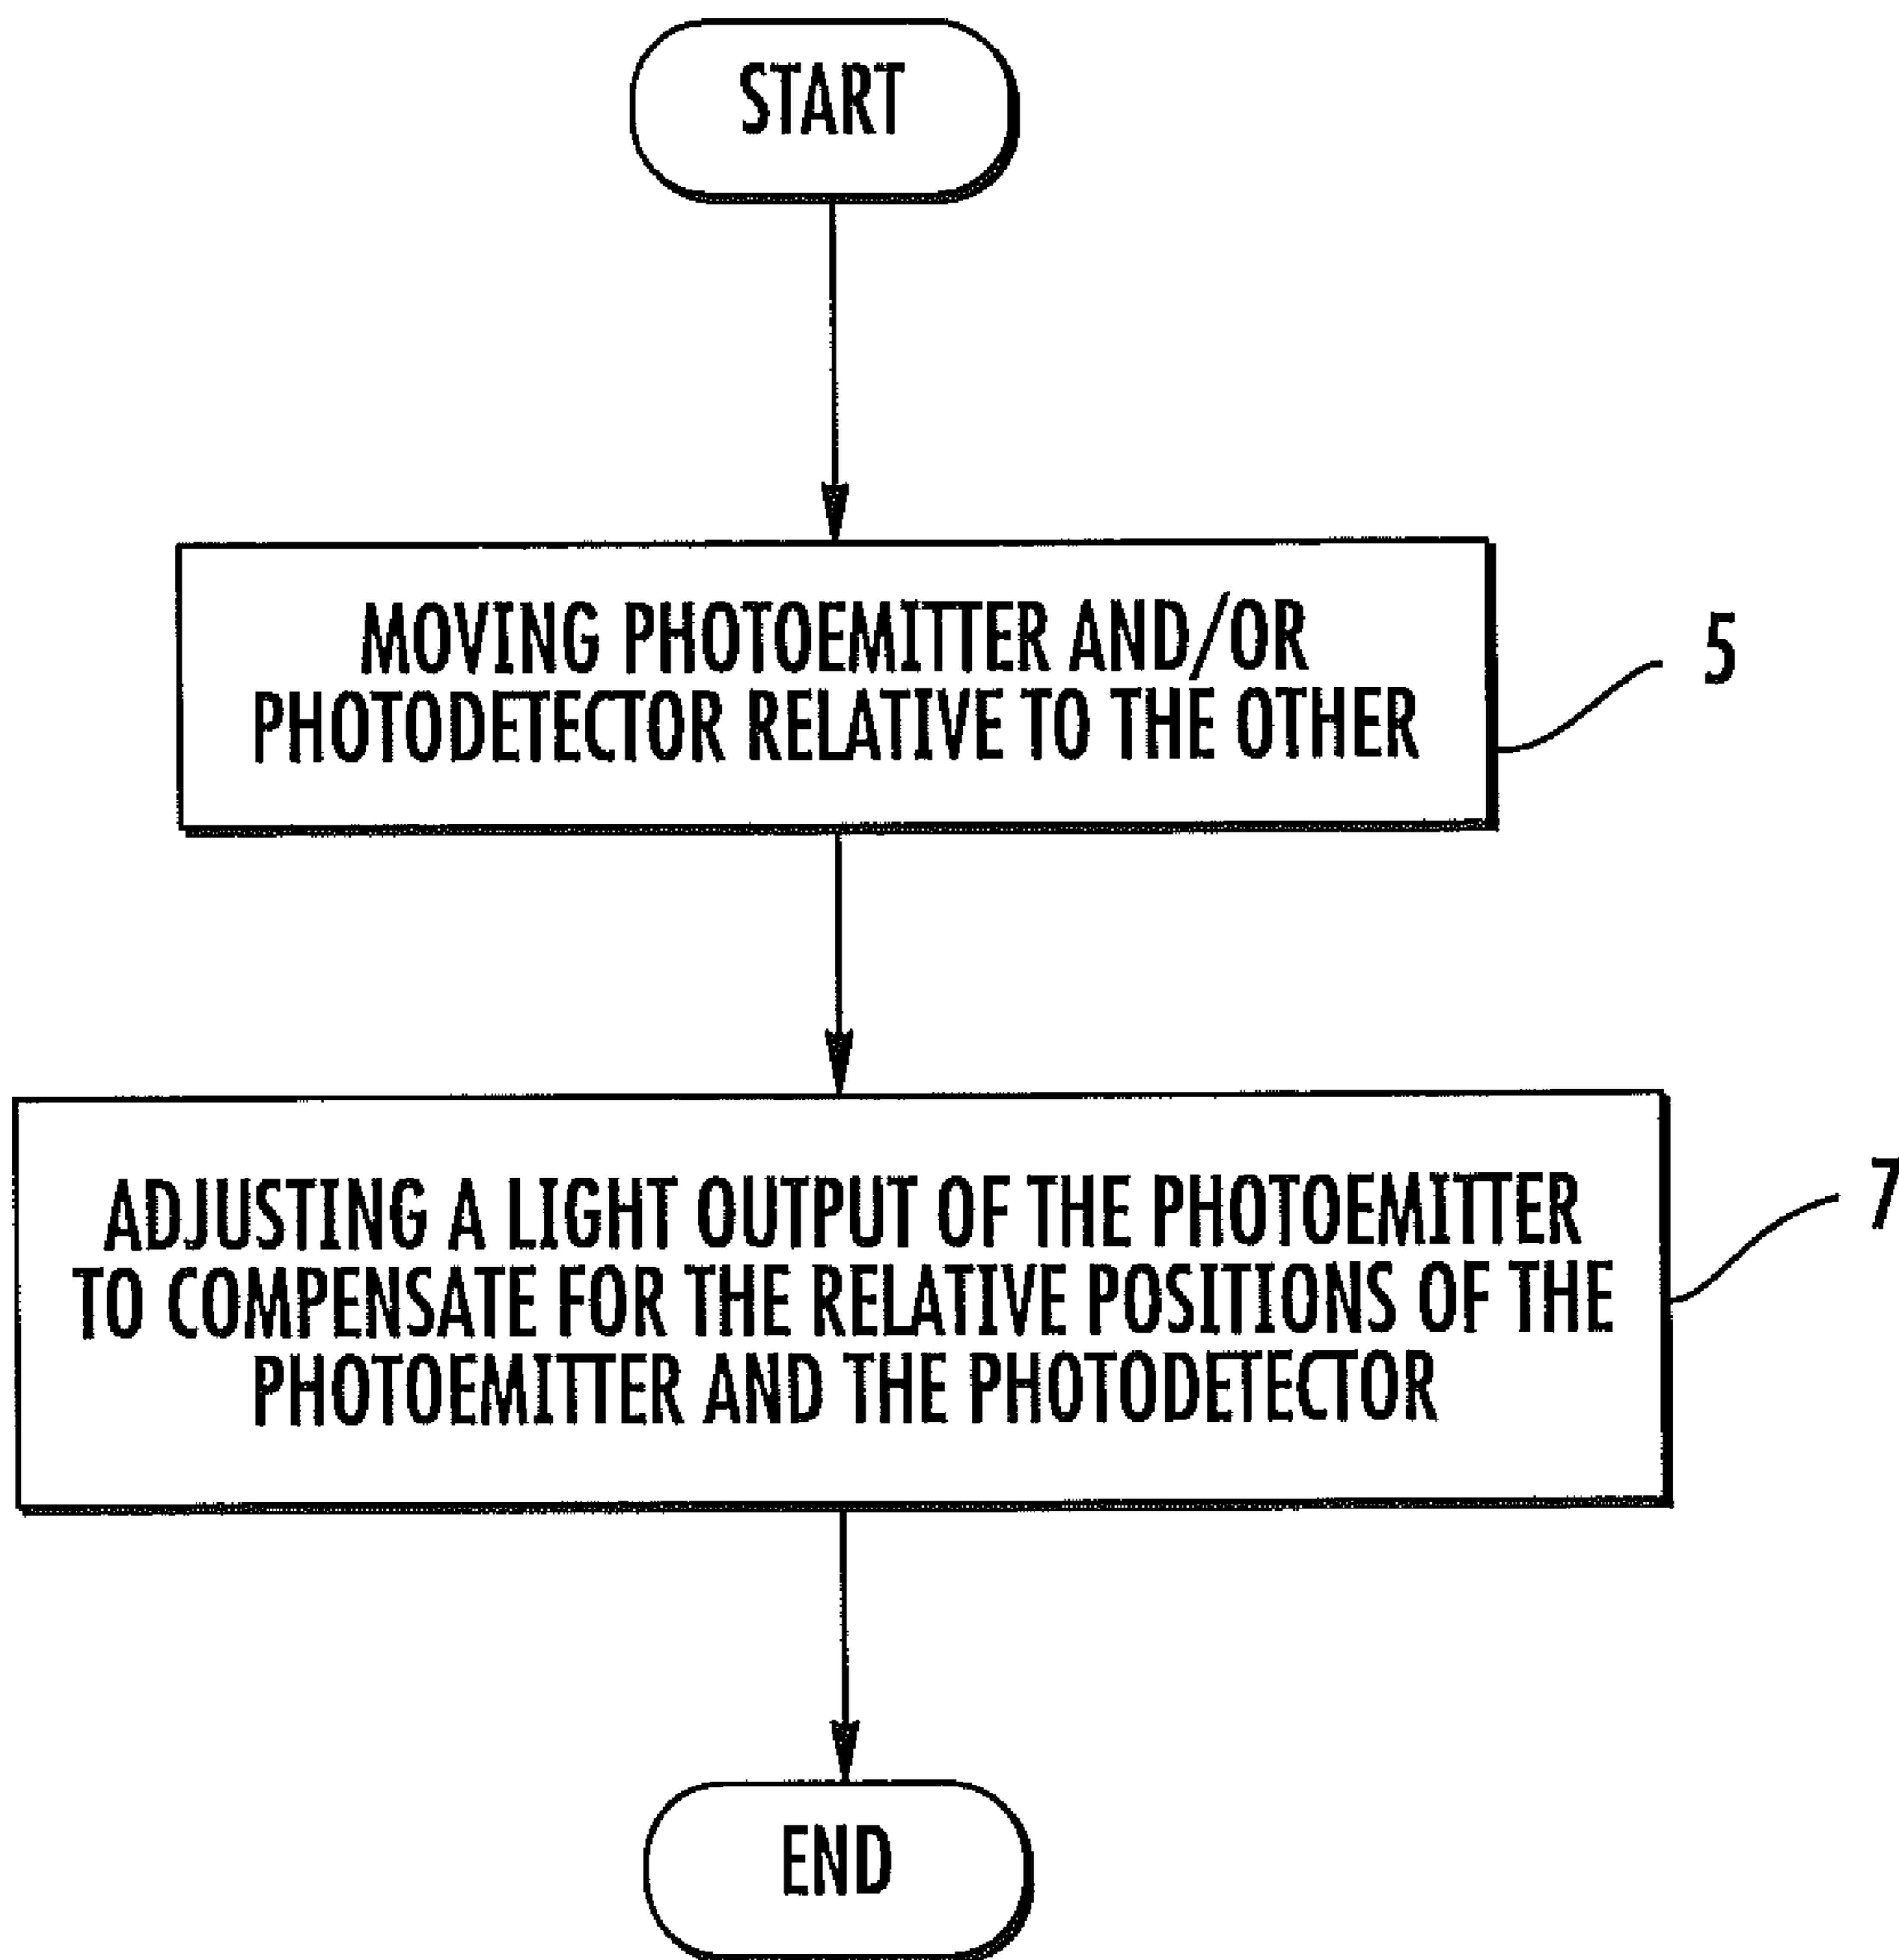 START
MOVING PHOTOEMITTER AND/OR
PHOTODETECTOR RELATIVE TO THE OTHER
5
ADJUSTING A LIGHT OUTPUT OF THE PHOTOEMITTER
TO COMPENSATE FOR THE RELATIVE POSITIONS OF THE
PHOTOEMITTER AND THE PHOTODETECTOR
7
END